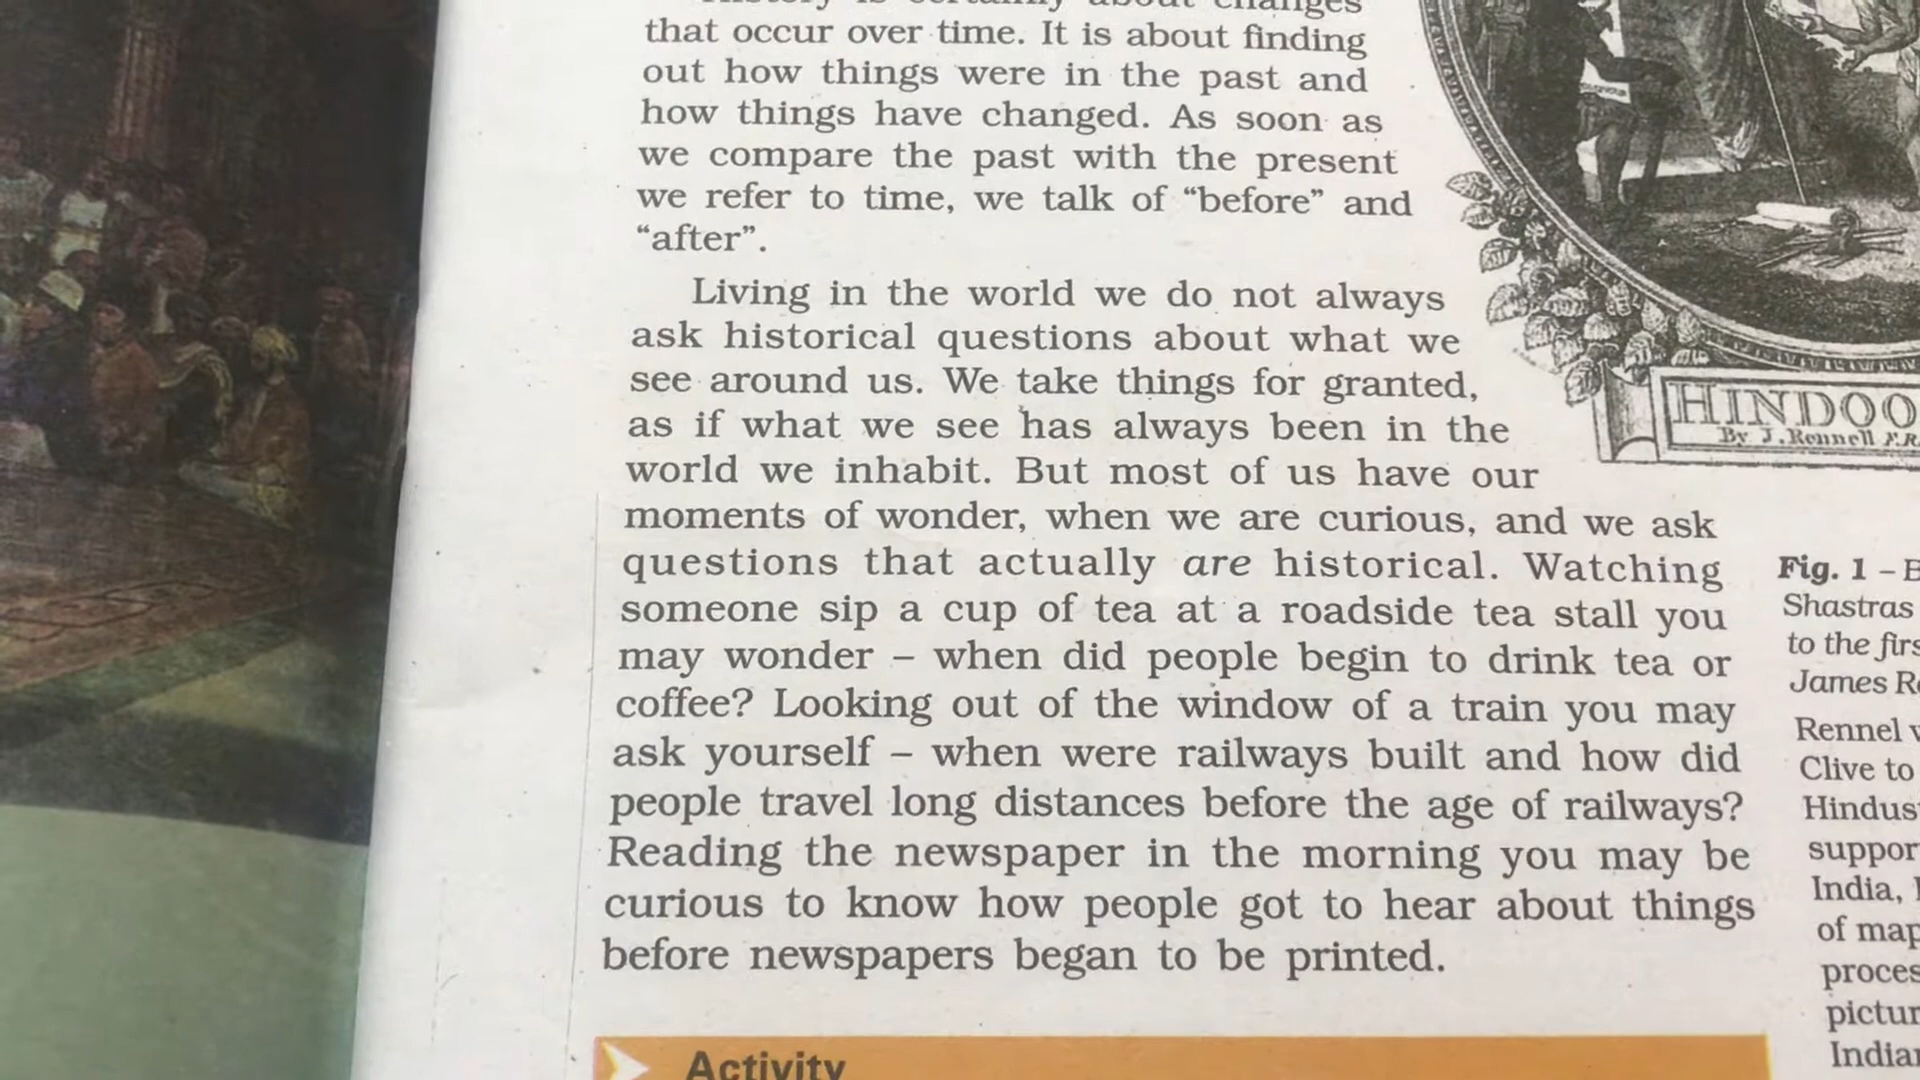 History is certainly about changes
that occur over time. It is about finding
out how things were in the past and
how things have changed. As soon as
we compare the past with the present
we refer to time, we talk of “before” and
“after”.
Living in the world we do not always
ask historical questions about what we
see around us. We take things for granted,
as if what we see has always been in the
world we inhabit. But most of us have our
moments of wonder, when we are curious, and we ask
questions that actually are historical. Watching
someone sip a cup of tea at a roadside tea stall you
may wonder – when did people begin to drink tea or
coffee? Looking out of the window of a train you may
ask yourself – when were railways built and how did
people travel long distances before the age of railways?
Reading the newspaper in the morning you may be
curious to know how people got to hear about things
before newspapers began to be printed.
Activity
HINDOO
By J. Rennell F.R.
Fig. 1 –
Shastras
to the
James
Rennel
Clive to
India,
of